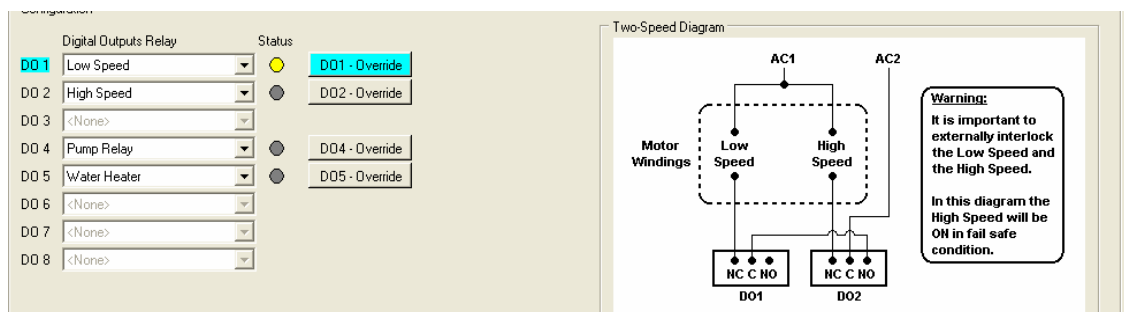 Configuration
Digital Outputs Relay Status
DO 1 Low Speed DO1 - Override
DO 2 High Speed DO2 - Override
DO 3 <None>
DO 4 Pump Relay DO4 - Override
DO 5 Water Heater DO5 - Override
DO 6 <None>
DO 7 <None>
DO 8 <None>
Two-Speed Diagram
AC1 AC2
Motor
Windings
Low
Speed
High
Speed
NC C NO
DO1
NC C NO
DO2
Warning:
It is important to
externally interlock
the Low Speed and
the High Speed.
In this diagram the
High Speed will be
ON in fail safe
condition.